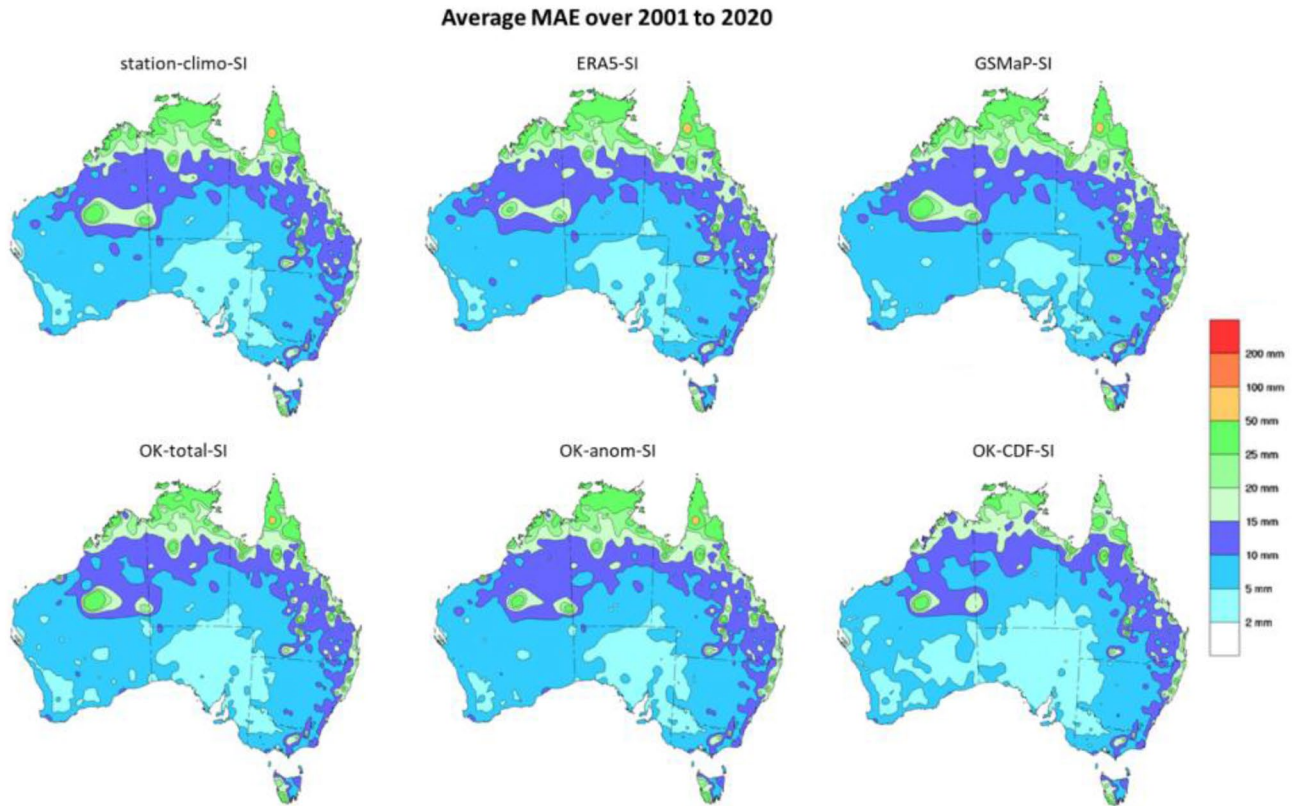 Average MAE over 2001 to 2020
station-climo-SI
ERA5-SI
GSMaP-SI
OK-total-SI
OK-anom-SI
OK-CDF-SI
200 mm
100 mm
50 mm
25 mm
20 mm
15 mm
10 mm
5 mm
2 mm